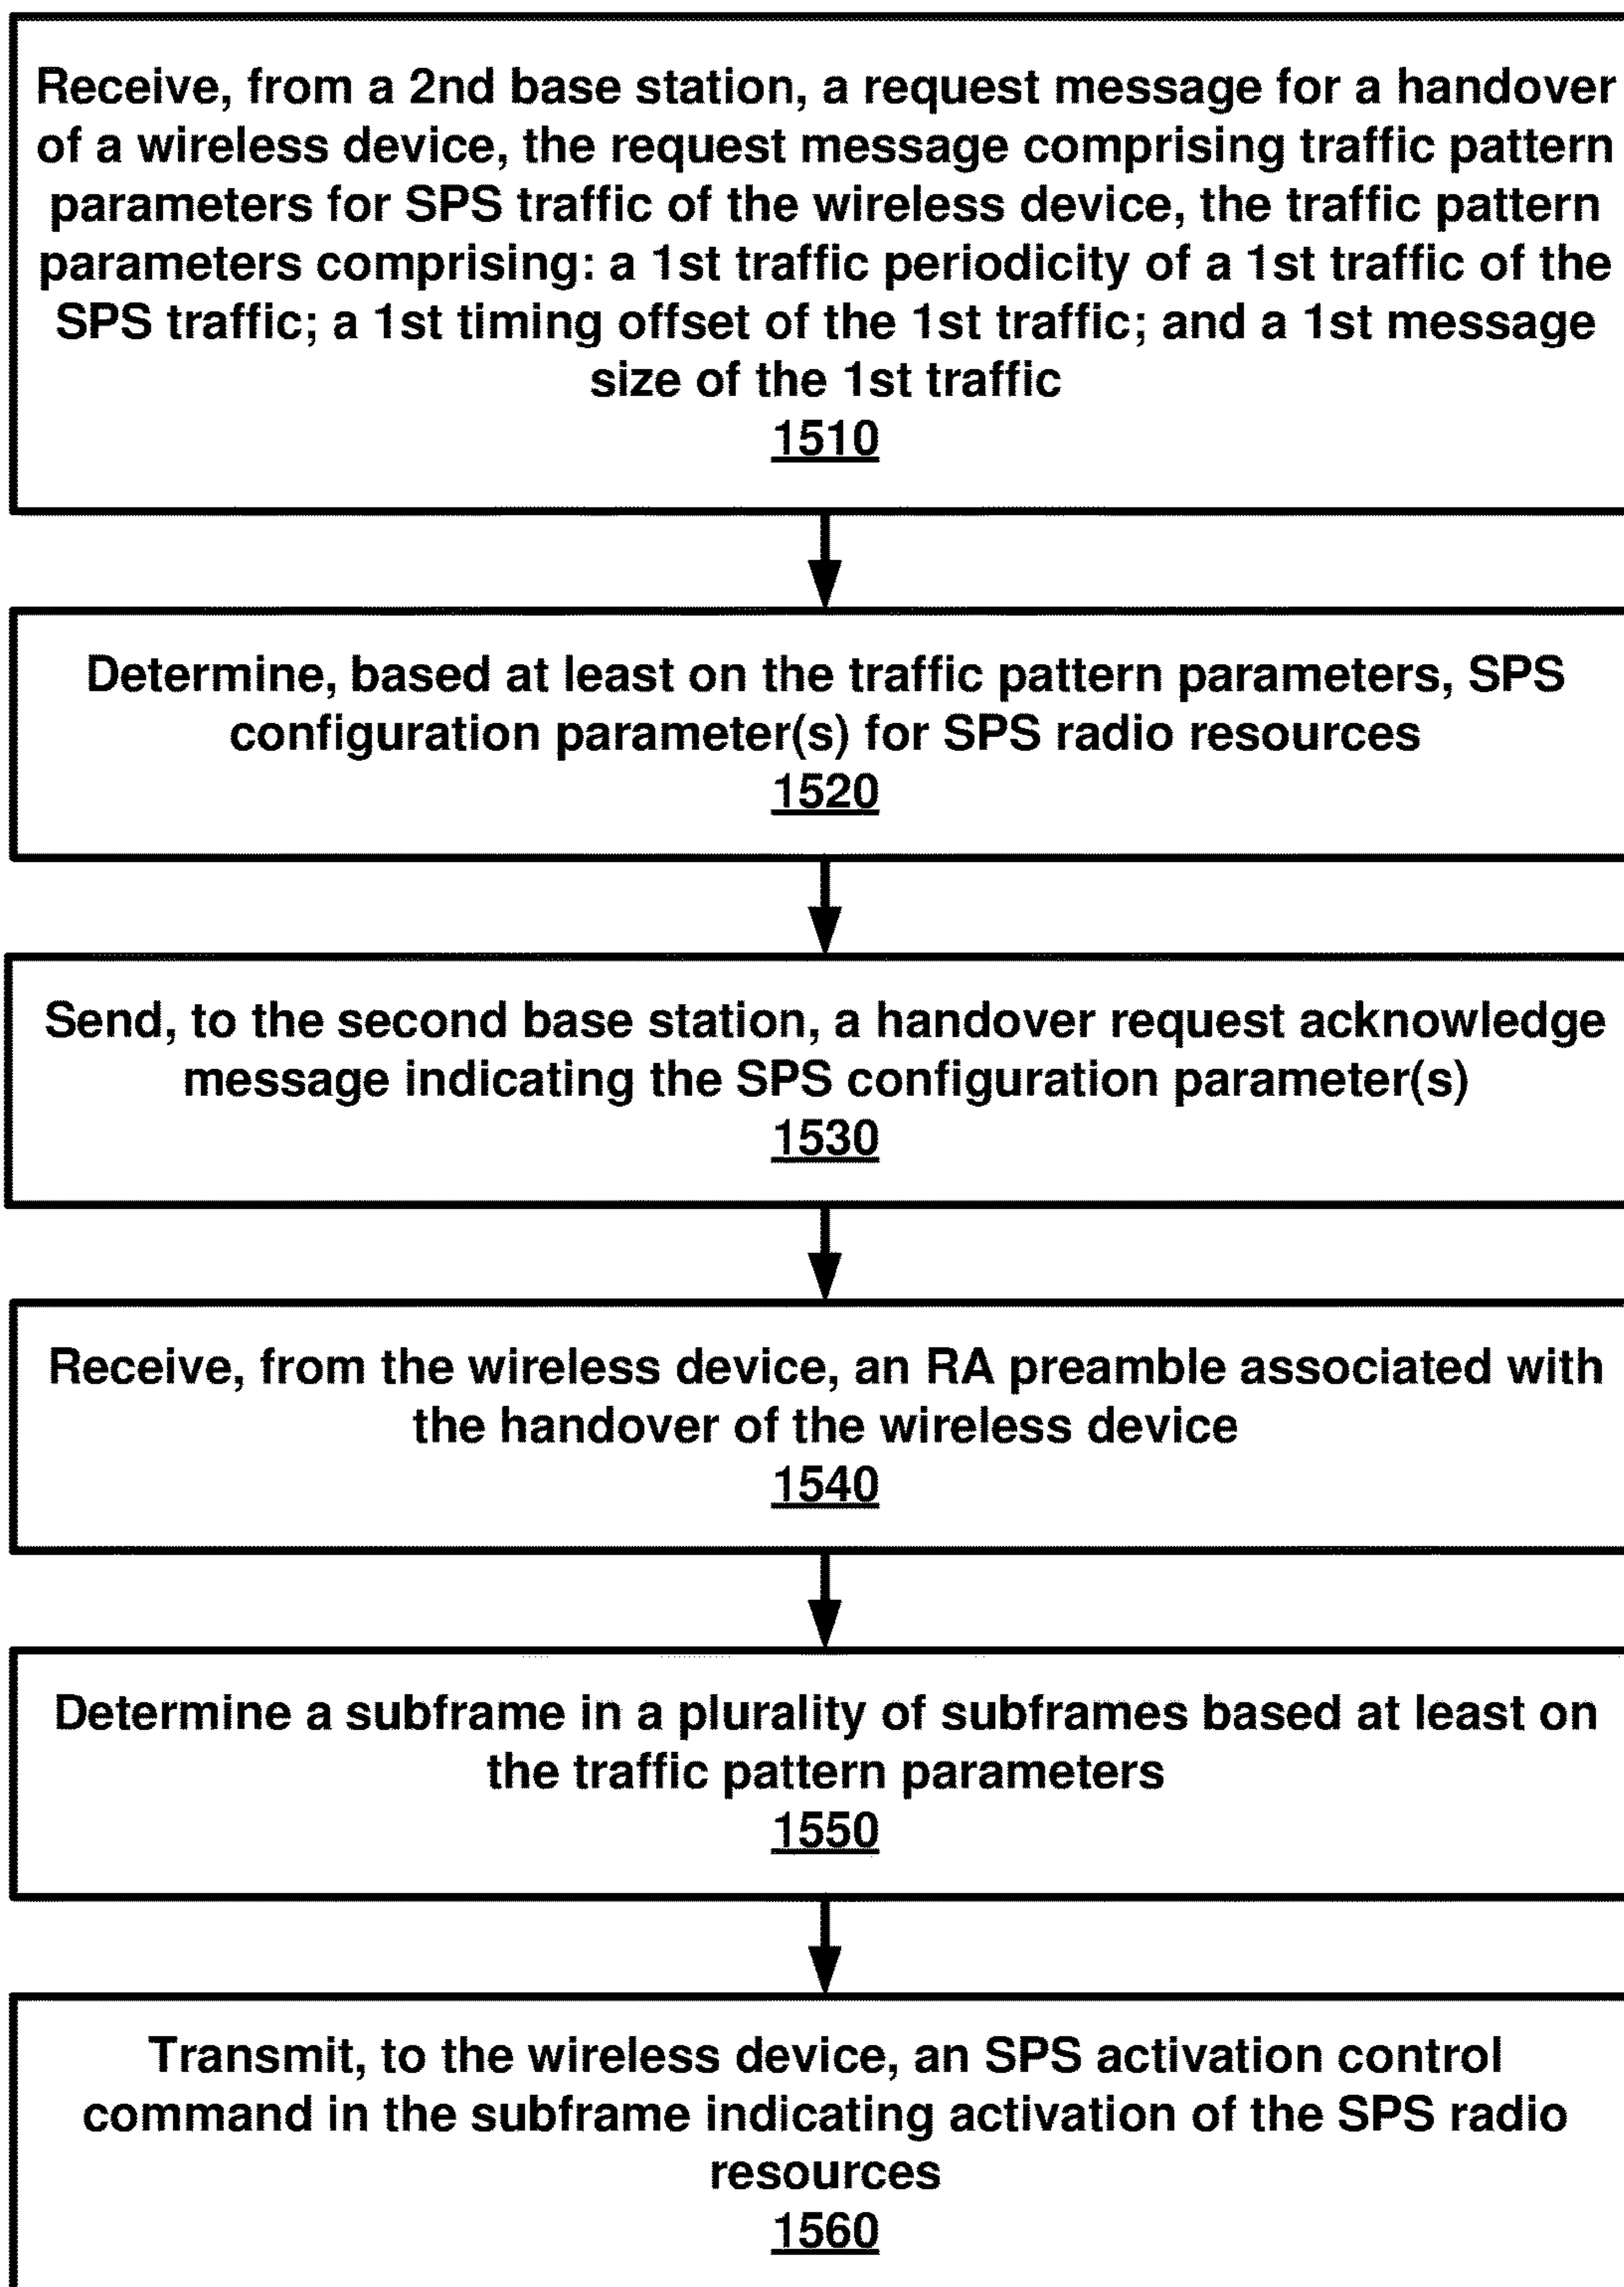 Receive, from a 2nd base station, a request message for a handover
of a wireless device, the request message comprising traffic pattern
parameters for SPS traffic of the wireless device, the traffic pattern
parameters comprising: a 1st traffic periodicity of a 1st traffic of the
SPS traffic; a 1st timing offset of the 1st traffic; and a 1st message
size of the 1st traffic
1510
Determine, based at least on the traffic pattern parameters, SPS
configuration parameter(s) for SPS radio resources
1520
Send, to the second base station, a handover request acknowledge
message indicating the SPS configuration parameter(s)
1530
Receive, from the wireless device, an RA preamble associated with
the handover of the wireless device
1540
Determine a subframe in a plurality of subframes based at least on
the traffic pattern parameters
1550
Transmit, to the wireless device, an SPS activation control
command in the subframe indicating activation of the SPS radio
resources
1560